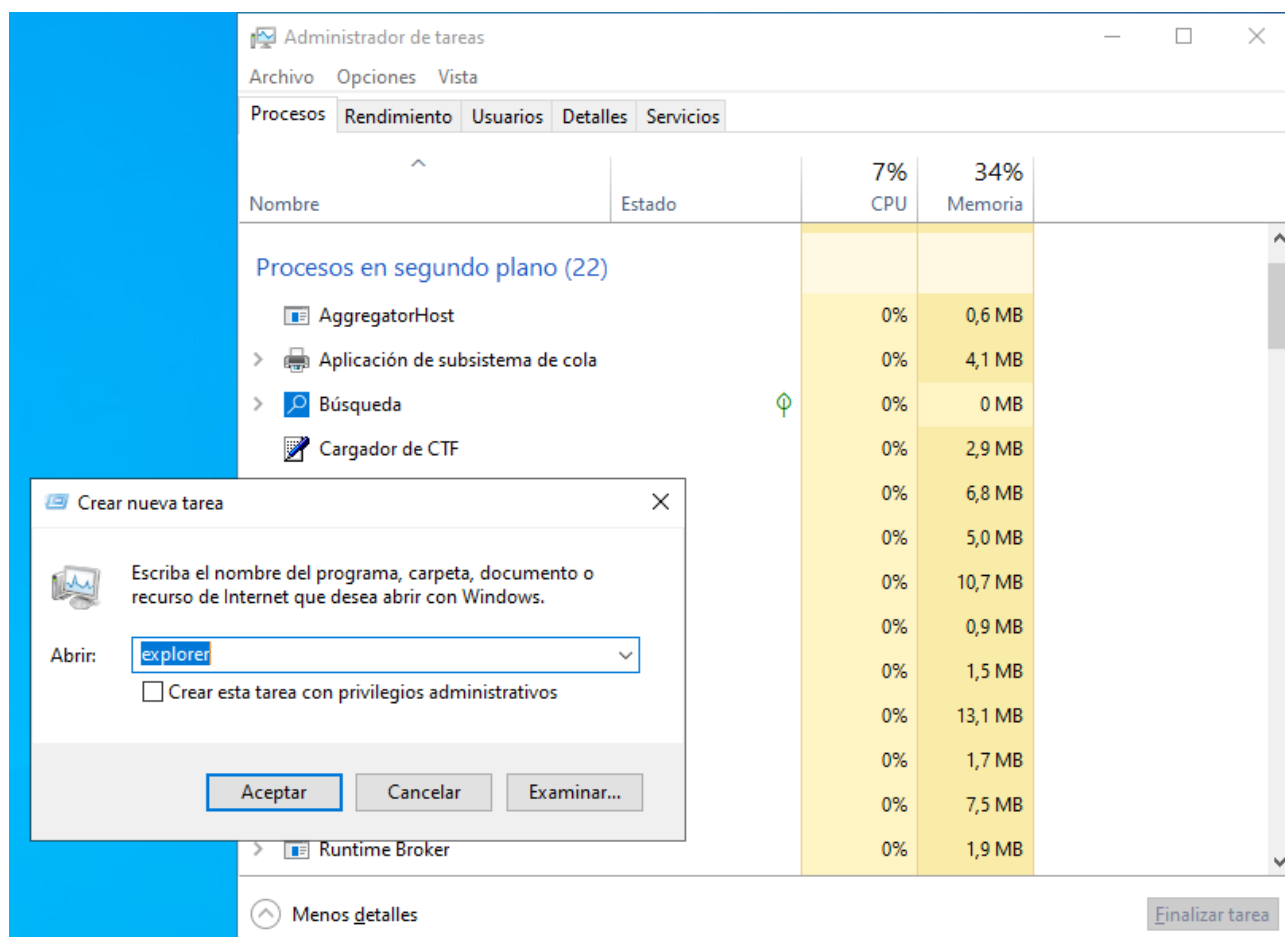 Administrador de tareas
Archivo Opciones Vista
Procesos Rendimiento Usuarios Detalles Servicios
7% 34%
Nombre Estado CPU Memoria
Procesos en segundo plano (22)
AggregatorHost 0% 0,6 MB
Aplicación de subsistema de cola 0% 4,1 MB
Búsqueda 0% 0 MB
Cargador de CTF 0% 2,9 MB
0% 6,8 MB
0% 5,0 MB
0% 10,7 MB
0% 0,9 MB
0% 1,5 MB
0% 13,1 MB
0% 1,7 MB
0% 7,5 MB
Runtime Broker 0% 1,9 MB
Menos detalles Finalizar tarea
Crear nueva tarea
Escriba el nombre del programa, carpeta, documento o
recurso de Internet que desea abrir con Windows.
Abrir: explorer
Crear esta tarea con privilegios administrativos
Aceptar Cancelar Examinar...